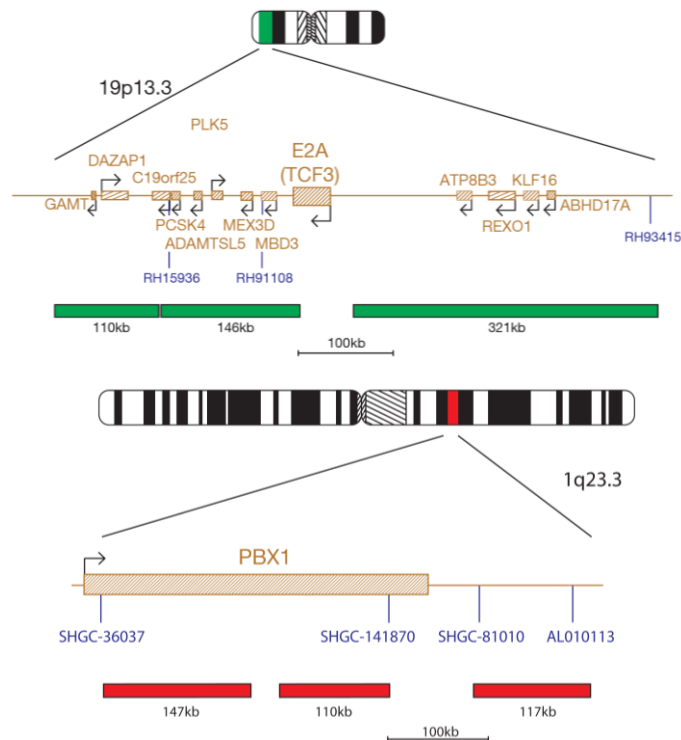 19p13.3
PLK5
DAZAP1
E2A
(TCF3)
C19orf25
ATP8B3
KLF16
GAMT
ABHD17A
PCSK4
MEX3D
REXO1
ADAMTSL5
MBD3
RH93415
RH15936
RH91108
110kb
146kb
321kb
100kb
1q23.3
PBX1
SHGC-36037
SHGC-141870
SHGC-81010
AL010113
147kb
110kb
117kb
100kb